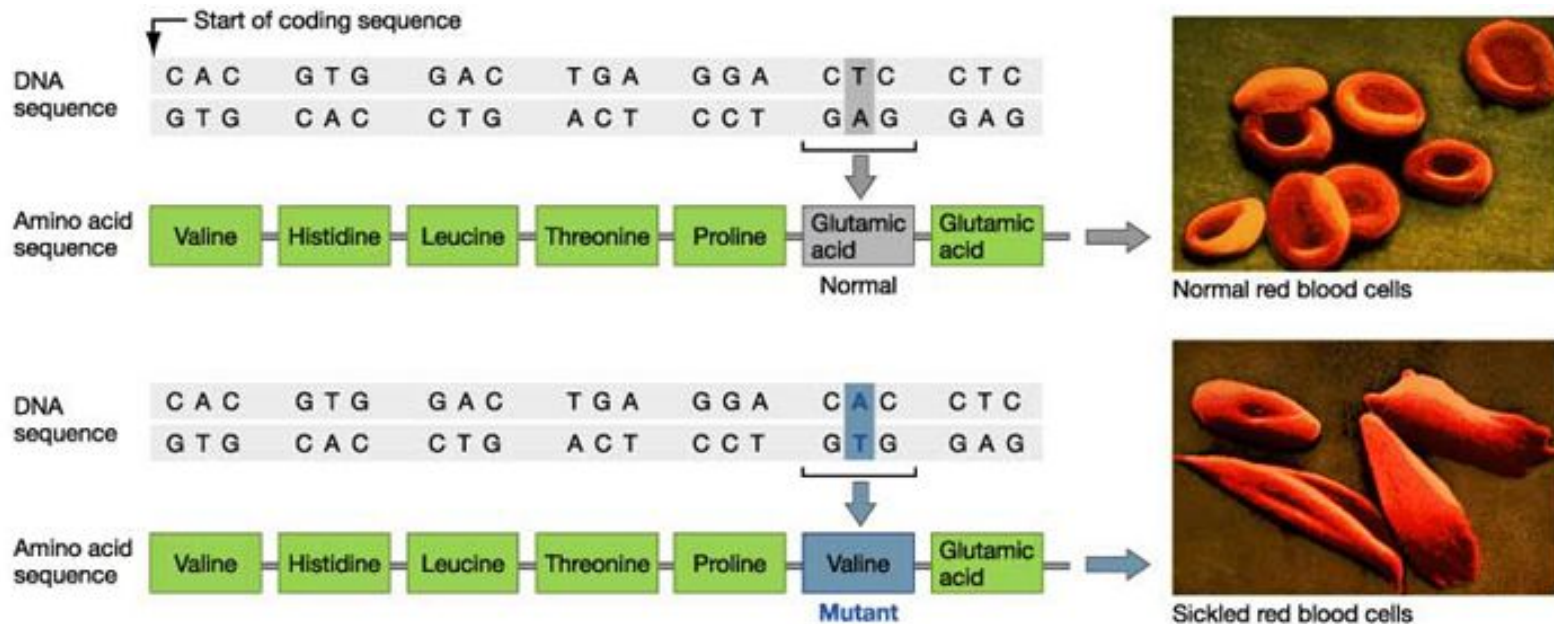 Start of coding sequence
DNA sequence
C A C G T G G A C T G A G G A C T C C T C
G T G C A C C T G A C T C C T G A G G A G
Amino acid sequence
Valine Histidine Leucine Threonine Proline Glutamic acid Glutamic acid
Normal
Normal red blood cells
DNA sequence
C A C G T G G A C T G A G G A C A C C T C
G T G C A C C T G A C T C C T G T G G A G
Amino acid sequence
Valine Histidine Leucine Threonine Proline Valine Glutamic acid
Mutant
Sickled red blood cells